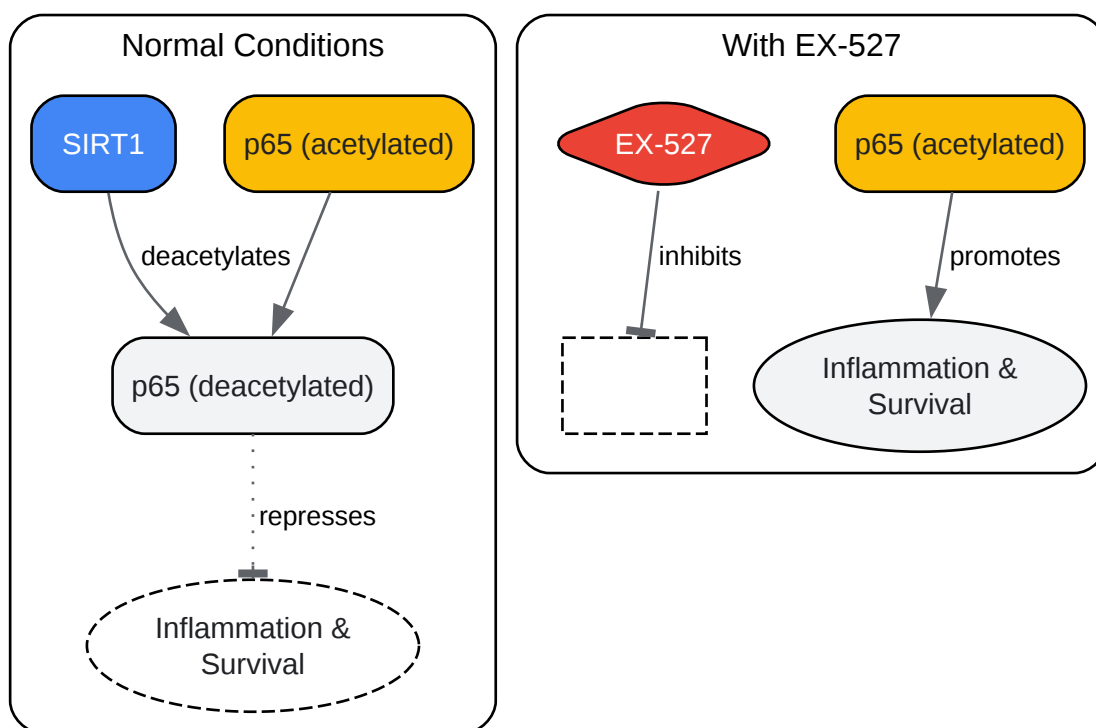 Normal Conditions
SIRT1
p65 (acetylated)
deacetylates
p65 (deacetylated)
represses
Inflammation &
Survival
With EX-527
EX-527
p65 (acetylated)
inhibits
promotes
Inflammation &
Survival